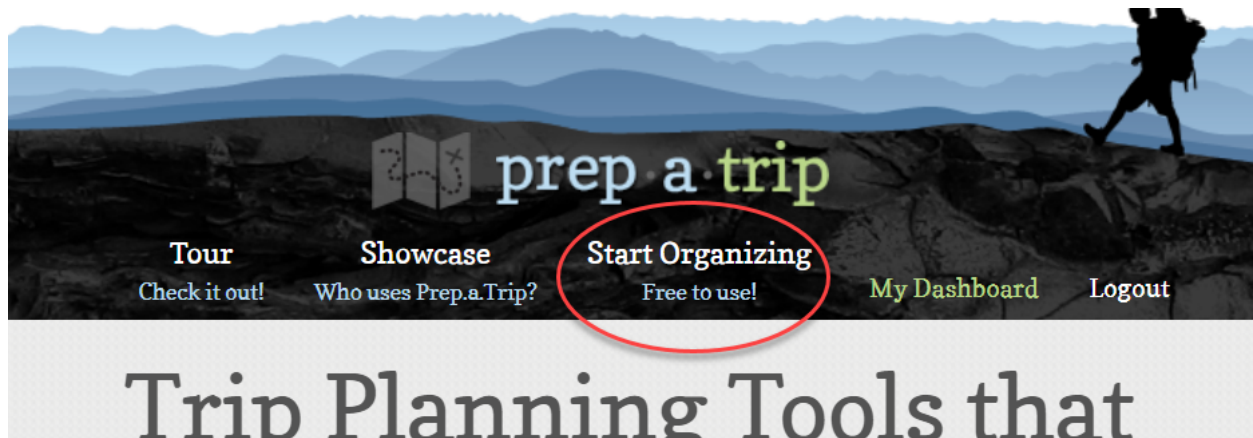 prep·a·trip
Tour
Check it out!
Showcase
Who uses Prep.a.Trip?
Start Organizing
Free to use!
My Dashboard
Logout
Trip Planning Tools that